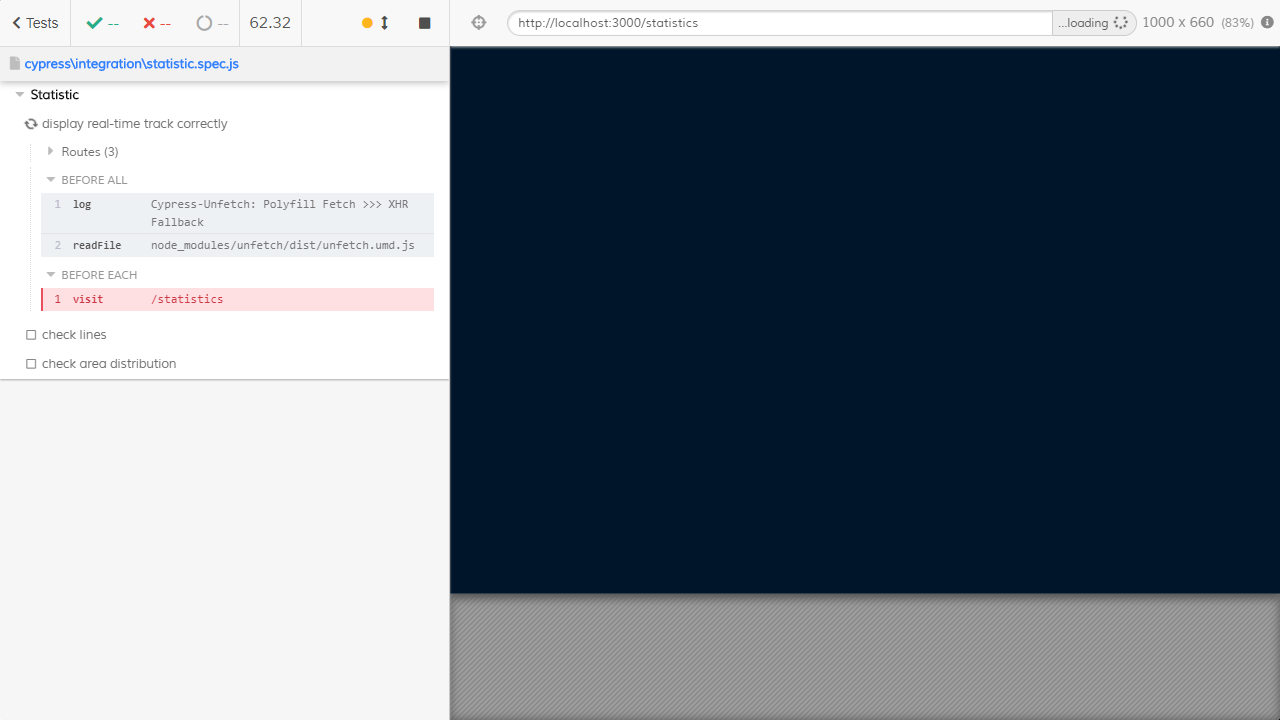 Tests
--
--
--
62.32
http://localhost:3000/statistics
...loading
1000 x 660 (83%)
cypress\integration\statistic.spec.js
Statistic
display real-time track correctly
Routes (3)
BEFORE ALL
1 log Cypress-Unfetch: Polyfill Fetch >>> XHR
Fallback
2 readFile node_modules/unfetch/dist/unfetch.umd.js
BEFORE EACH
1 visit /statistics
check lines
check area distribution